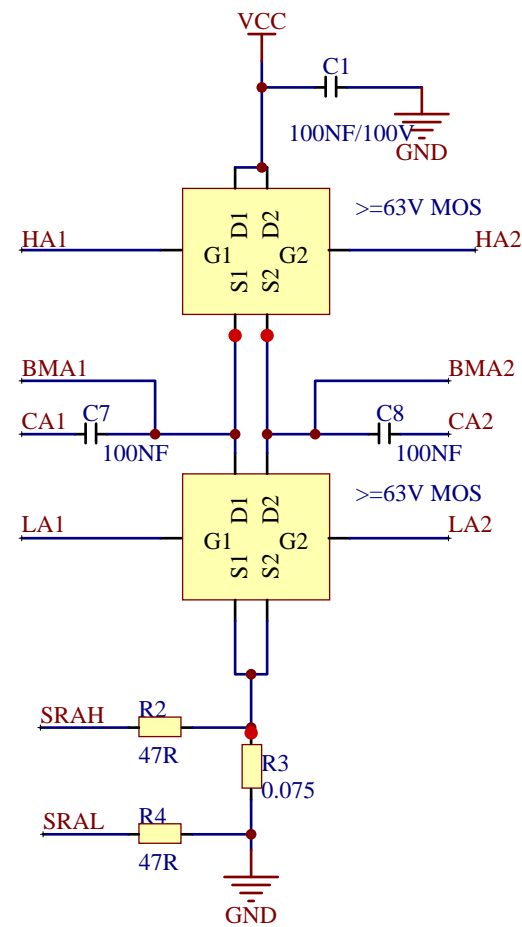 VCC
C1
100NF/100V
GND
>=63V MOS
D1 D2
HA1 G1 G2 HA2
S1 S2
BMA1 BMA2
CA1 C7 C8 CA2
100NF 100NF
>=63V MOS
D1 D2
LA1 G1 G2 LA2
S1 S2
SRAH R2
47R
R3
0.075
SRAL R4
47R
GND